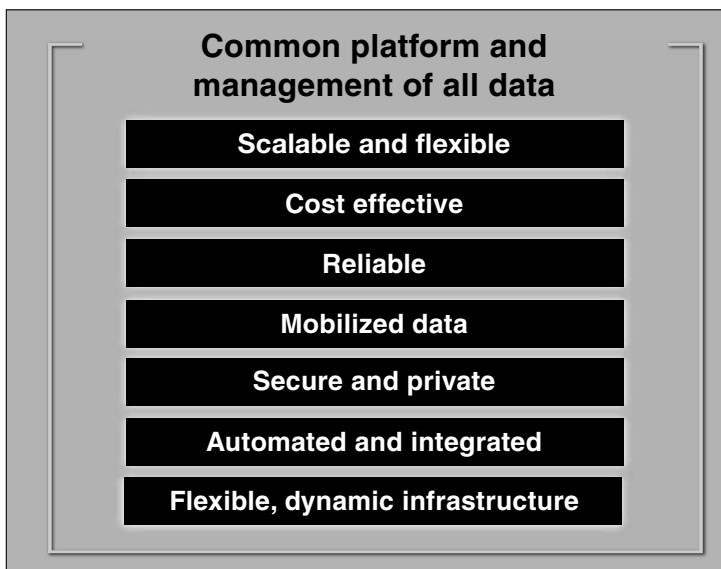 Common platform and
management of all data
Scalable and flexible
Cost effective
Reliable
Mobilized data
Secure and private
Automated and integrated
Flexible, dynamic infrastructure